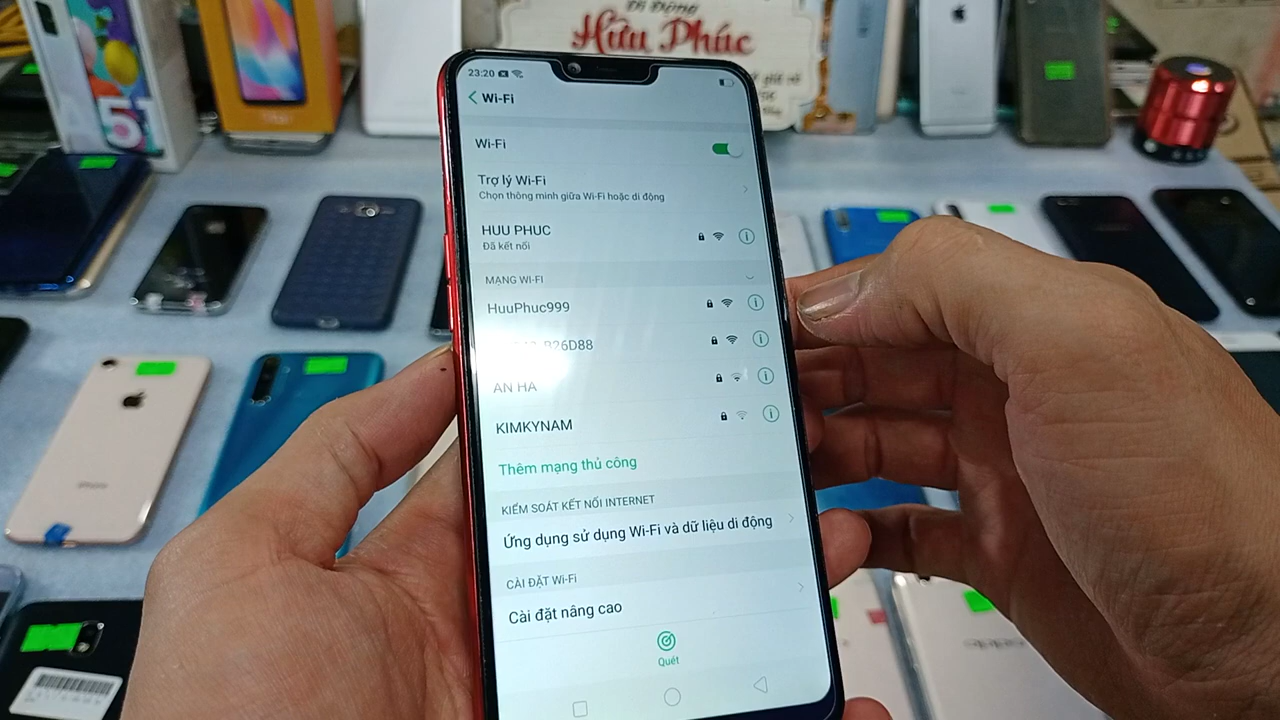 Di Động
Hữu Phúc
23:20
Wi-Fi
Wi-Fi
Trợ lý Wi-Fi
Chọn thông minh giữa Wi-Fi hoặc di động
HUU PHUC
Đã kết nối
MẠNG WI-FI
HuuPhuc999
B26D88
AN HA
KIMKYNAM
Thêm mạng thủ công
KIỂM SOÁT KẾT NỐI INTERNET
Ứng dụng sử dụng Wi-Fi và dữ liệu di động
CÀI ĐẶT Wi-Fi
Cài đặt nâng cao
Quét
iPhone